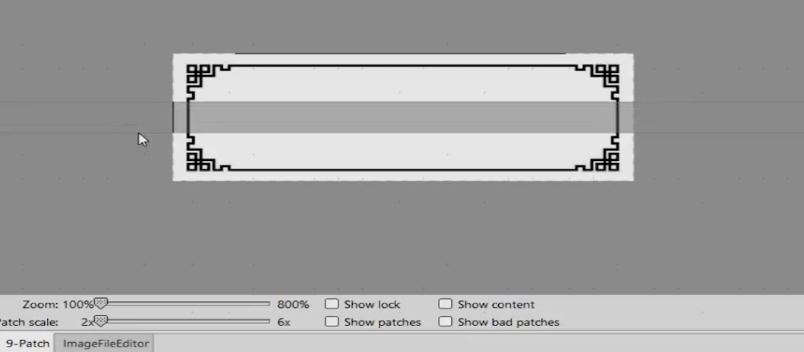 Zoom: 100% 800% Show lock Show content
Patch scale: 2x 6x Show patches Show bad patches
9-Patch ImageFileEditor